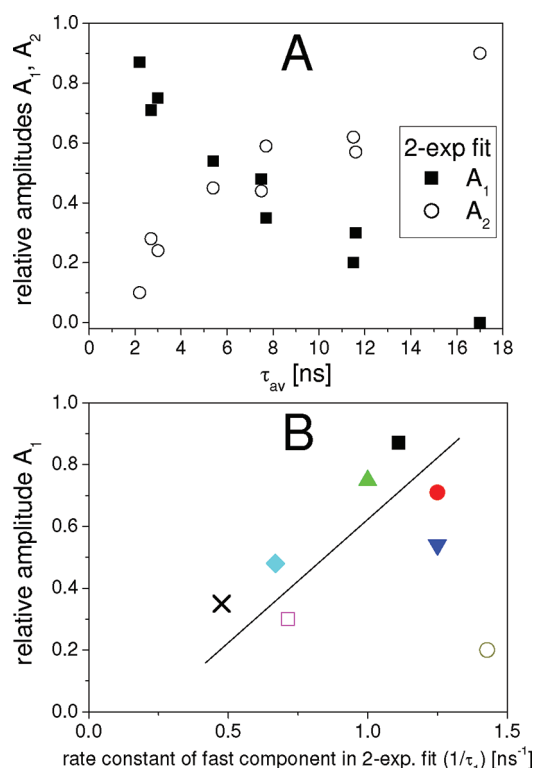 A
1.0
0.8
0.6
0.4
0.2
0.0
relative amplitudes A₁, A₂
2-exp fit
A₁
A₂
0 2 4 6 8 10 12 14 16 18
τav [ns]
B
1.0
0.8
0.6
0.4
0.2
0.0
relative amplitude A₁
0.0 0.5 1.0 1.5
rate constant of fast component in 2-exp. fit (1/τ₁) [ns⁻¹]